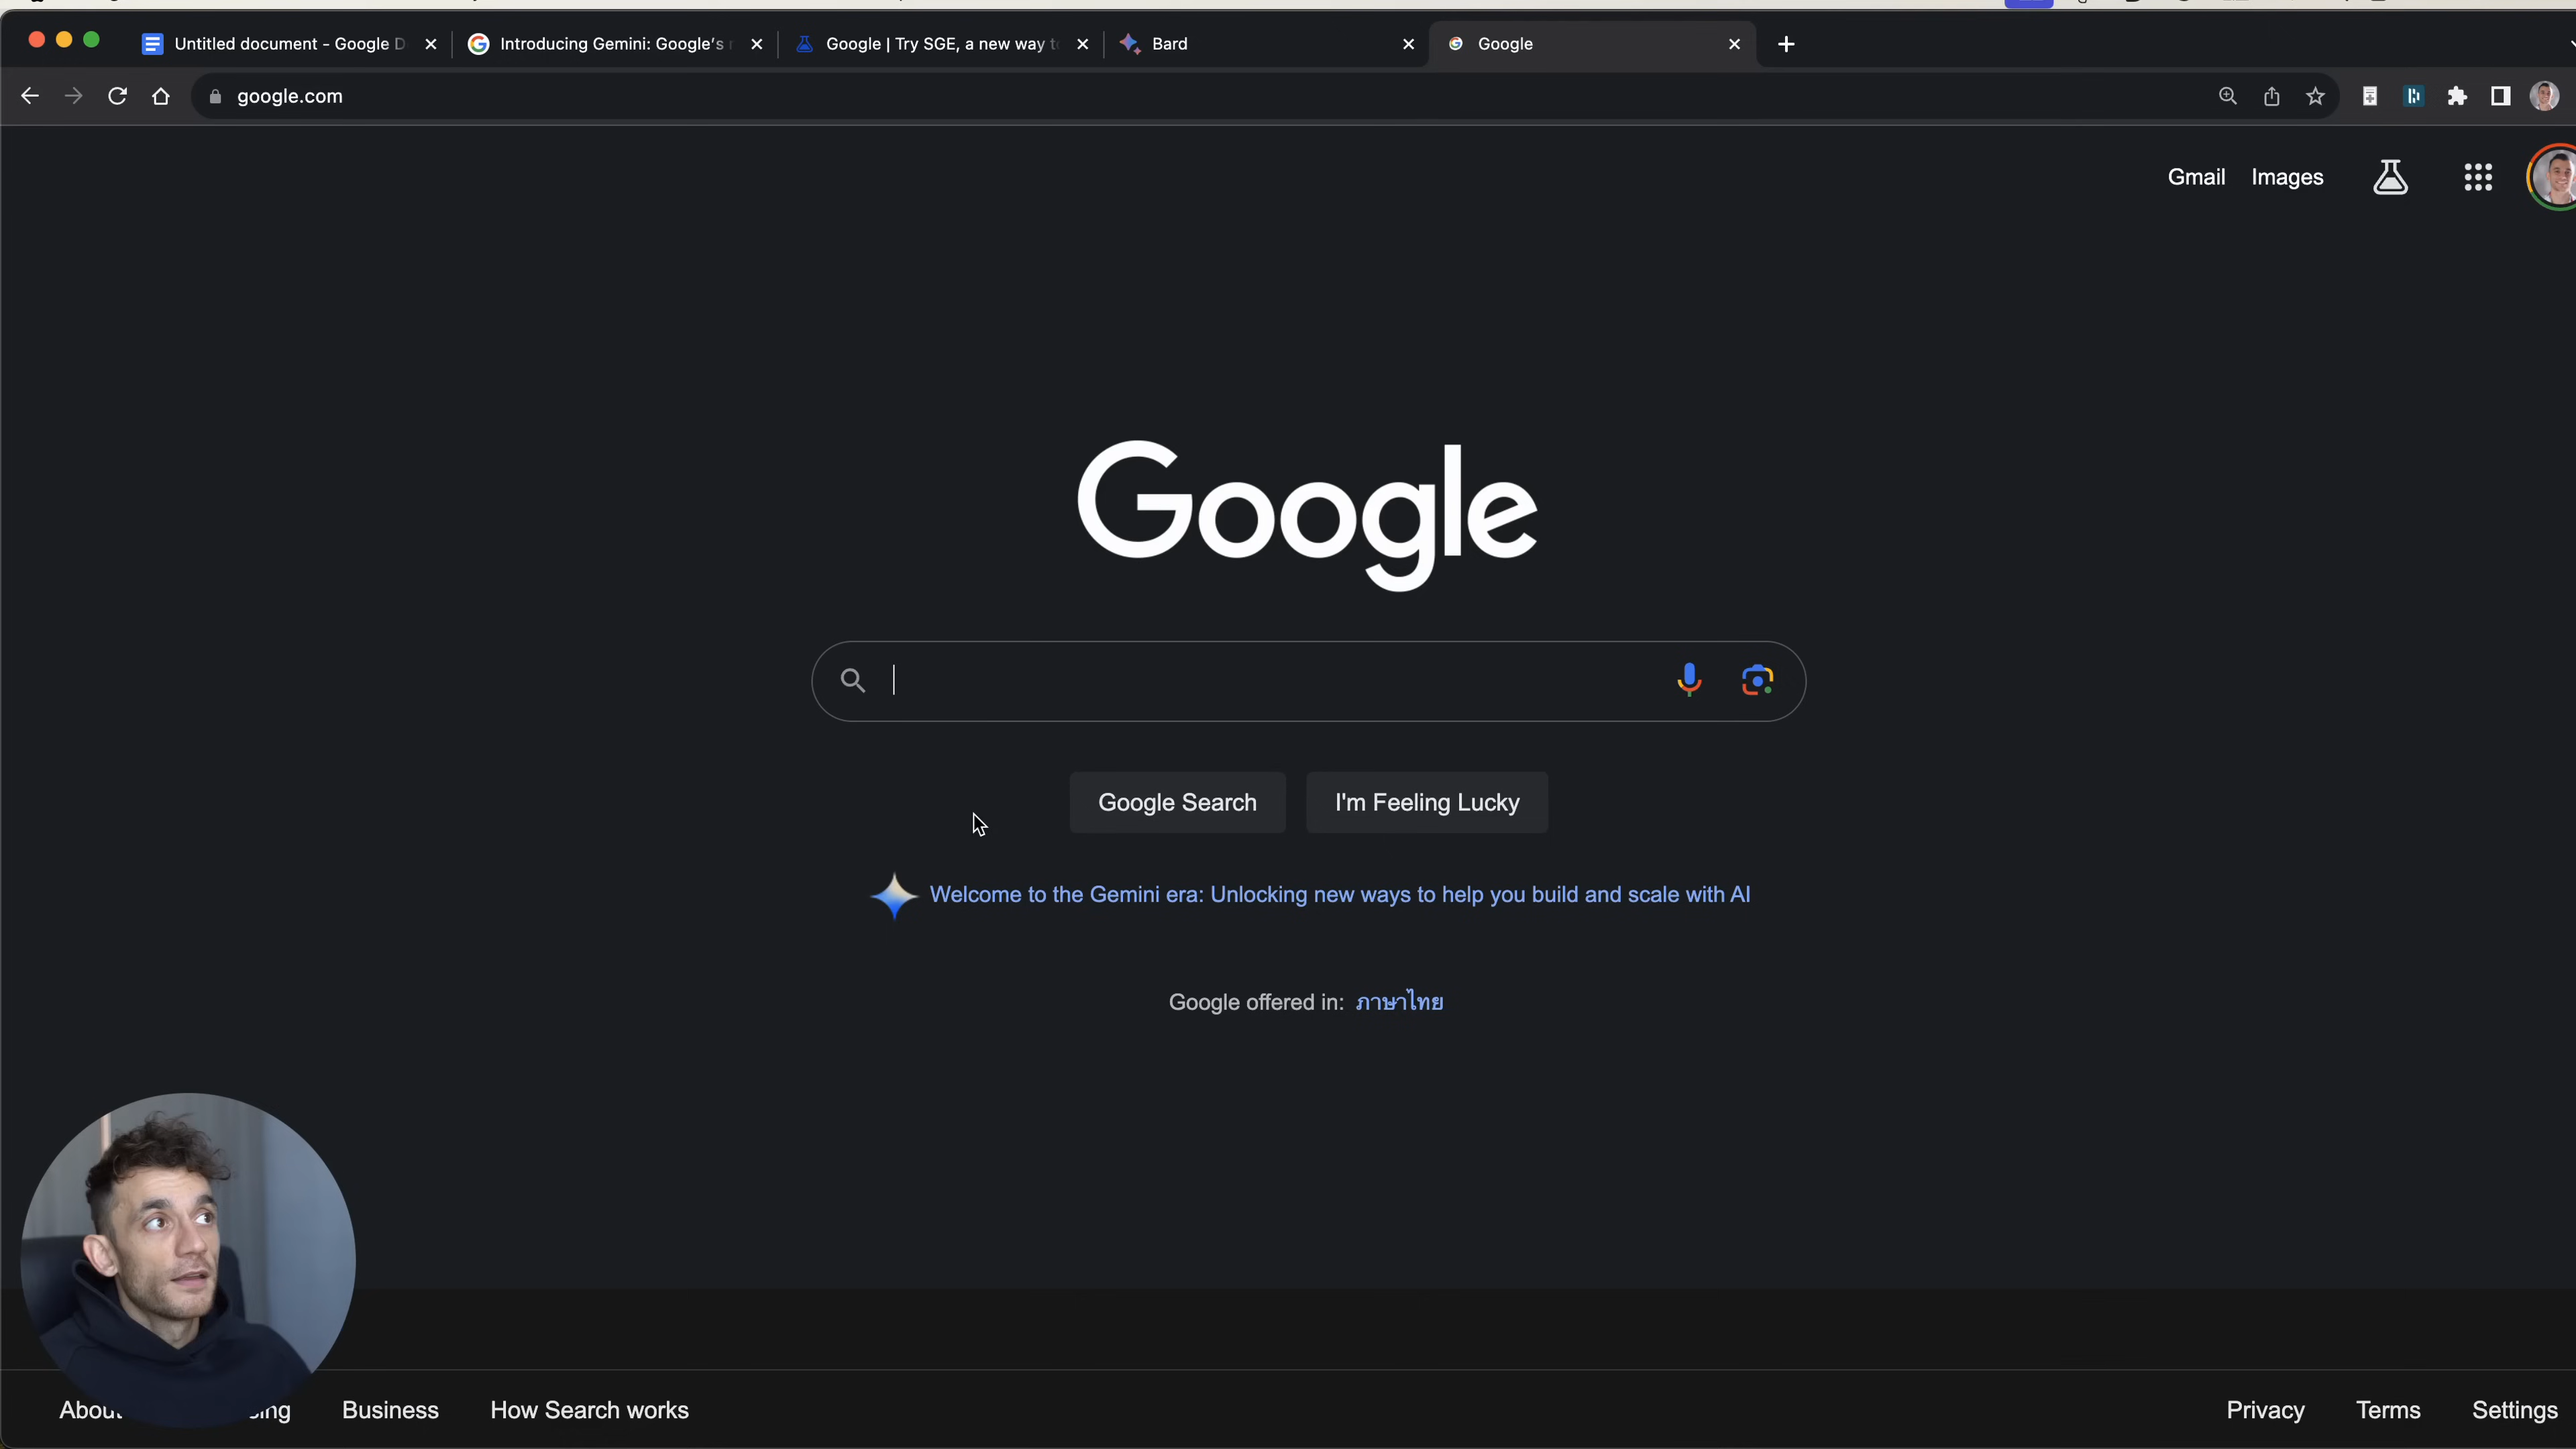 Untitled document - Google D
Introducing Gemini: Google's
Google | Try SGE, a new way to
Bard
Google
google.com
Gmail
Images
Google
Google Search
I'm Feeling Lucky
Welcome to the Gemini era: Unlocking new ways to help you build and scale with AI
Google offered in: ภาษาไทย
About
Business
How Search works
Privacy
Terms
Settings